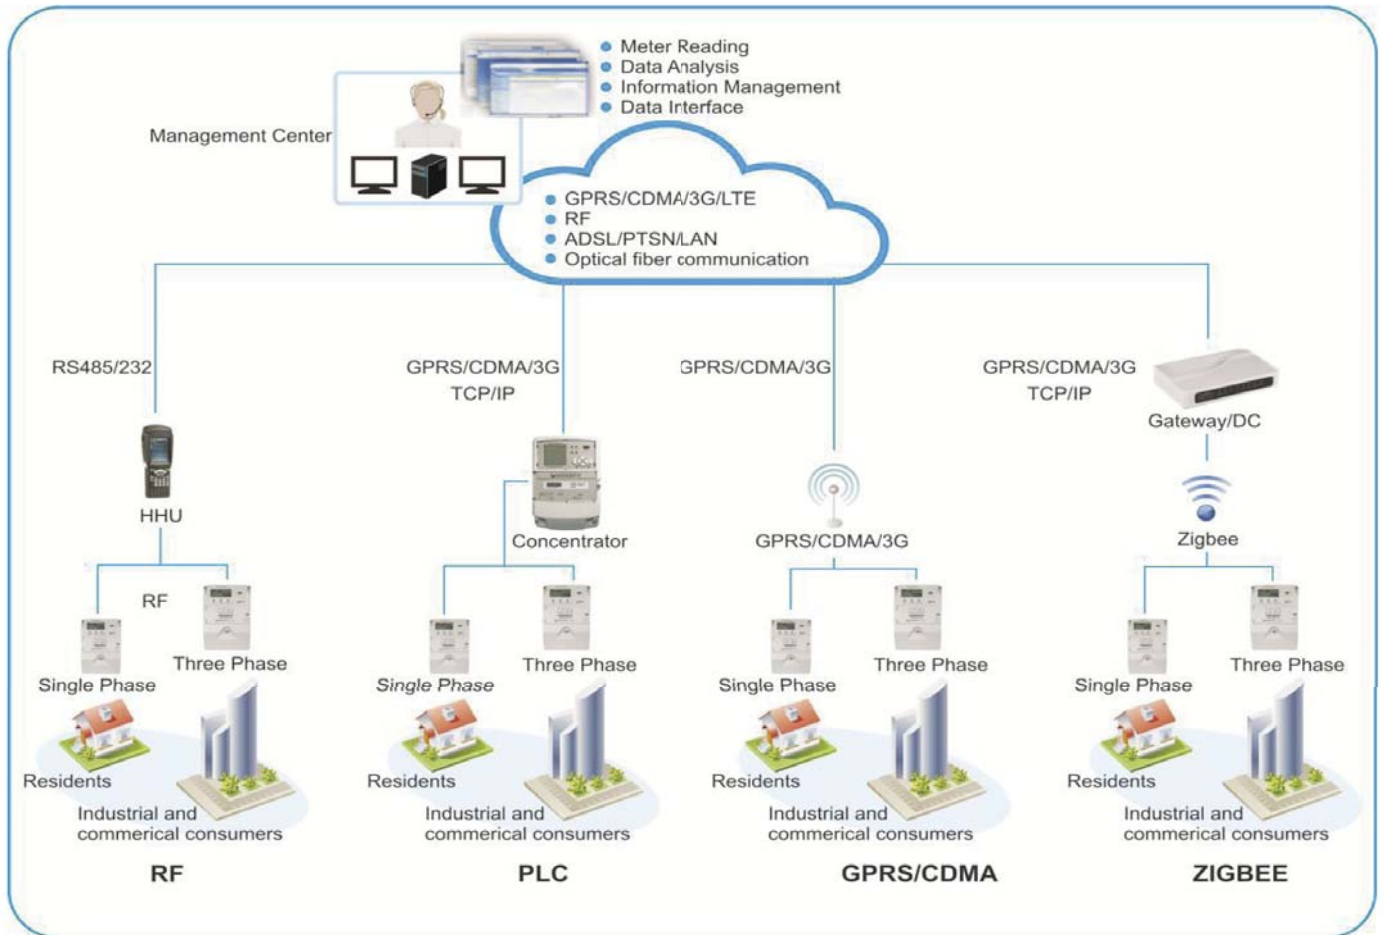 Meter Reading
Data Analysis
Information Management
Data Interface
Management Center
GPRS/CDMA/3G/LTE
RF
ADSL/PTSN/LAN
Optical fiber communication
RS485/232
GPRS/CDMA/3G
TCP/IP
GPRS/CDMA/3G
GPRS/CDMA/3G
TCP/IP
Gateway/DC
HHU
Concentrator
GPRS/CDMA/3G
Zigbee
RF
Three Phase
Single Phase
Three Phase
Single Phase
Three Phase
Single Phase
Three Phase
Single Phase
Residents
Industrial and
commerical consumers
Residents
Industrial and
commerical consumers
Residents
Industrial and
commerical consumers
Residents
Industrial and
commerical consumers
RF
PLC
GPRS/CDMA
ZIGBEE